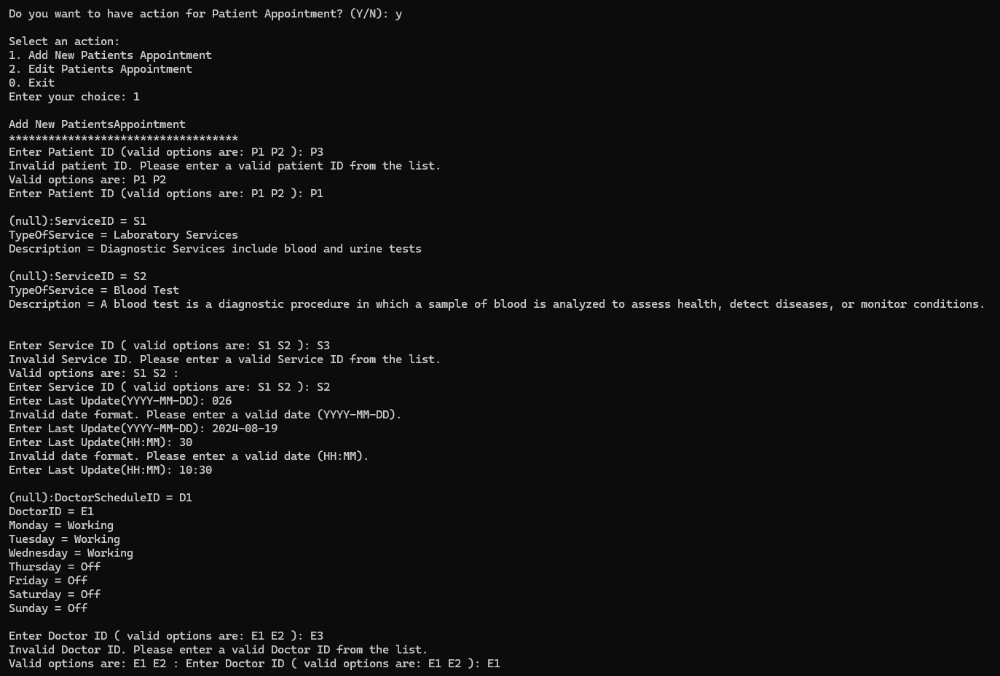 Do you want to have action for Patient Appointment? (Y/N): y
Select an action:
1. Add New Patients Appointment
2. Edit Patients Appointment
0. Exit
Enter your choice: 1
Add New PatientsAppointment
***********************************
Enter Patient ID (valid options are: P1 P2 ): P3
Invalid patient ID. Please enter a valid patient ID from the list.
Valid options are: P1 P2
Enter Patient ID (valid options are: P1 P2 ): P1
(null):ServiceID = S1
TypeOfService = Laboratory Services
Description = Diagnostic Services include blood and urine tests
(null):ServiceID = S2
TypeOfService = Blood Test
Description = A blood test is a diagnostic procedure in which a sample of blood is analyzed to assess health, detect diseases, or monitor conditions.
Enter Service ID ( valid options are: S1 S2 ): S3
Invalid Service ID. Please enter a valid Service ID from the list.
Valid options are: S1 S2 :
Enter Service ID ( valid options are: S1 S2 ): S2
Enter Last Update(YYYY-MM-DD): 026
Invalid date format. Please enter a valid date (YYYY-MM-DD).
Enter Last Update(YYYY-MM-DD): 2024-08-19
Enter Last Update(HH:MM): 30
Invalid date format. Please enter a valid date (HH:MM).
Enter Last Update(HH:MM): 10:30
(null):DoctorScheduleID = D1
DoctorID = E1
Monday = Working
Tuesday = Working
Wednesday = Working
Thursday = Off
Friday = Off
Saturday = Off
Sunday = Off
Enter Doctor ID ( valid options are: E1 E2 ): E3
Invalid Doctor ID. Please enter a valid Doctor ID from the list.
Valid options are: E1 E2 : Enter Doctor ID ( valid options are: E1 E2 ): E1